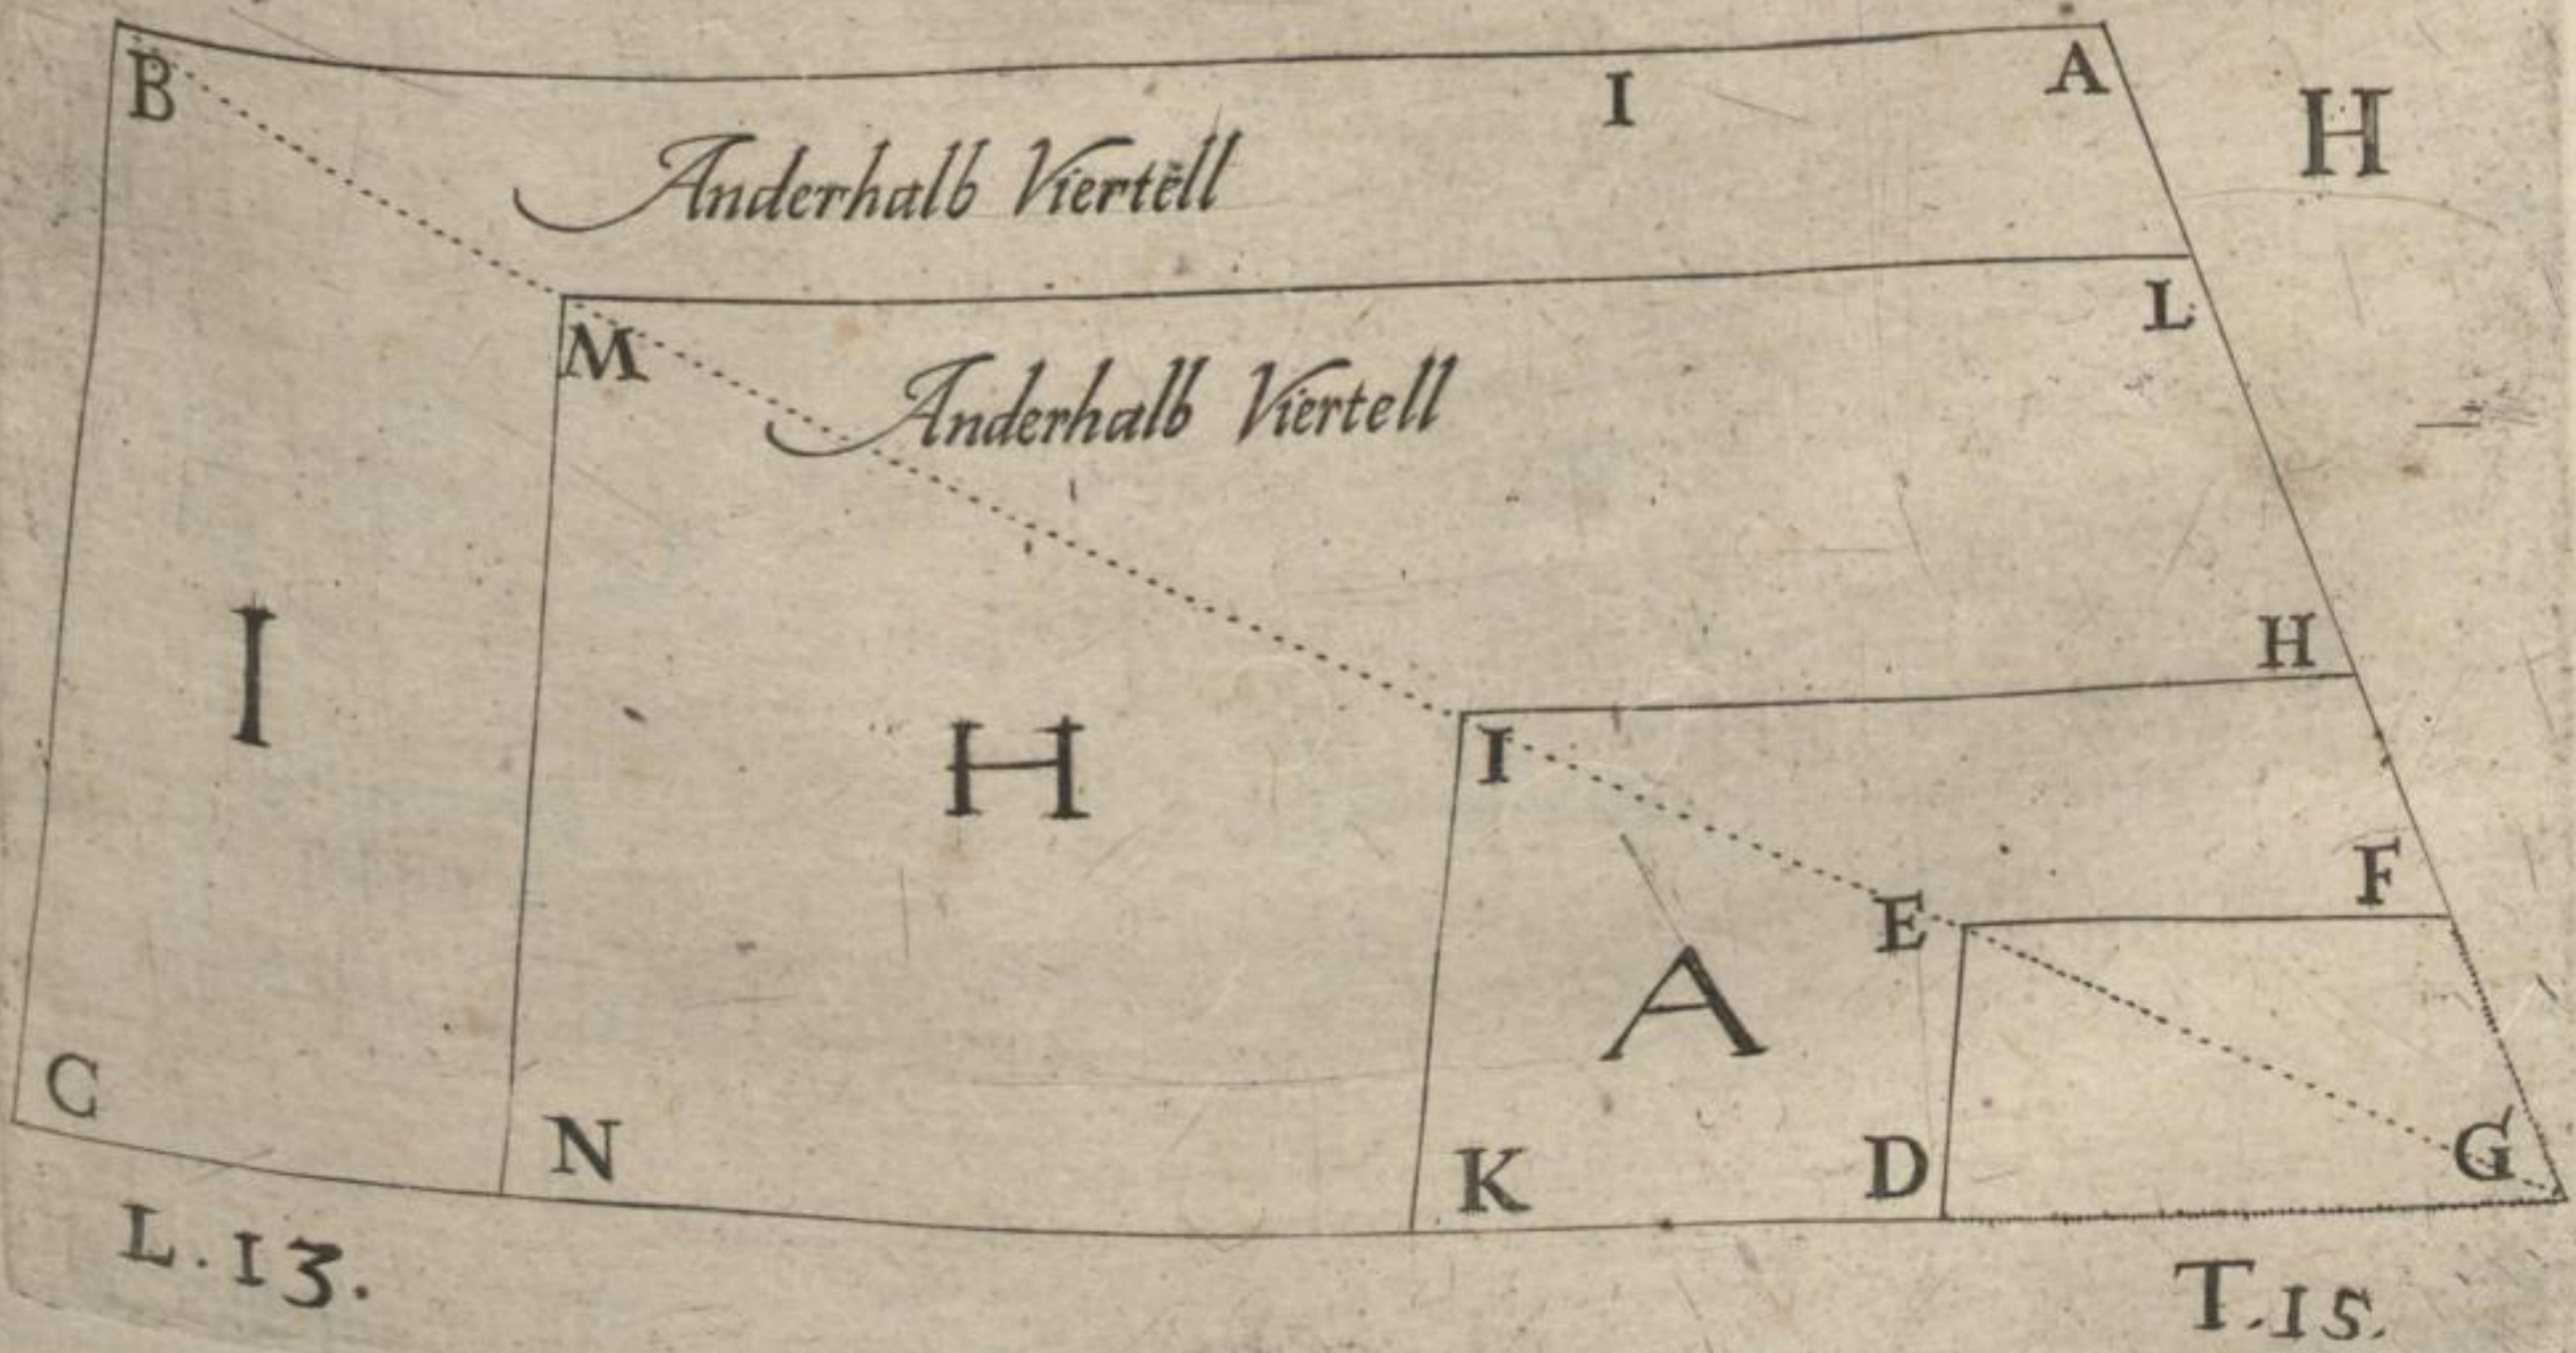 B I A H
Anderhalb Viertell
L
M
Anderhalb Viertell
H
I H
I
F
E
A
C
G
N K D
L.13.
T.15.